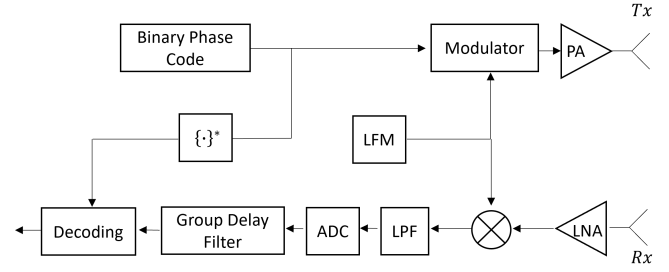 Tx
Binary Phase
Code
Modulator
PA
{·}*
LFM
Decoding
Group Delay
Filter
ADC
LPF
LNA
Rx